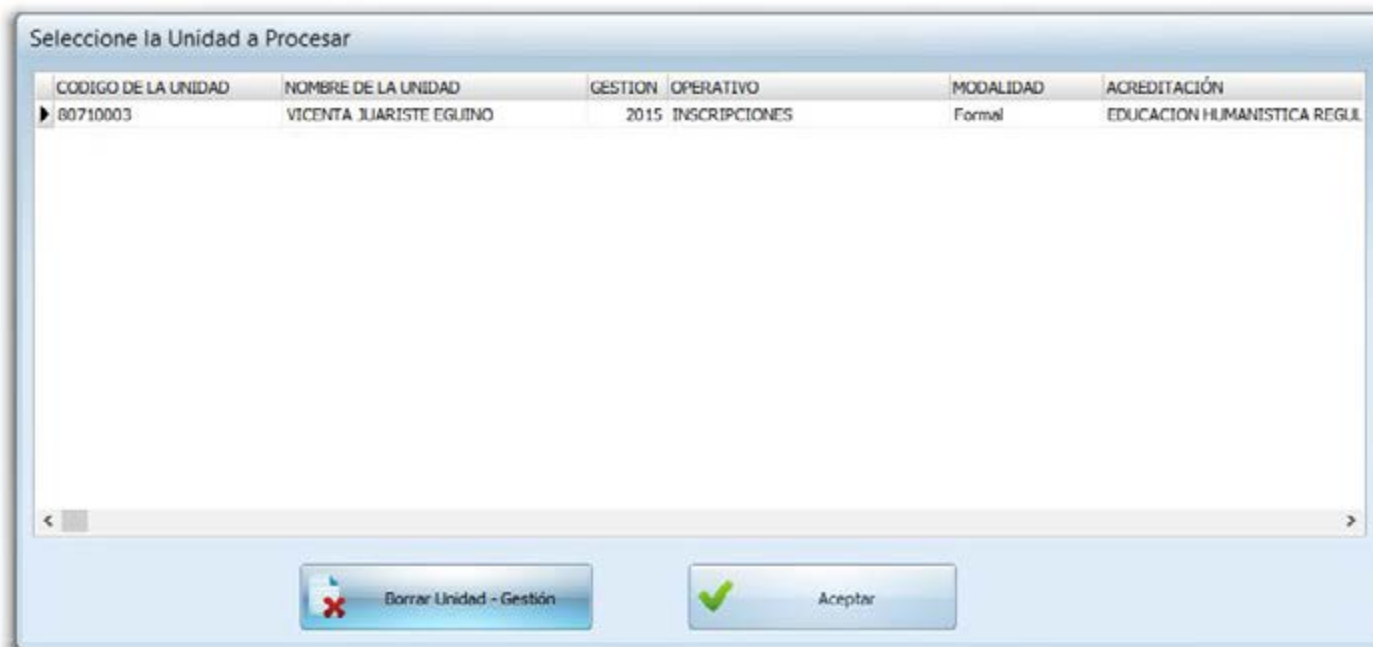 Seleccione la Unidad a Procesar
CODIGO DE LA UNIDAD NOMBRE DE LA UNIDAD GESTION OPERATIVO MODALIDAD ACREDITACIÓN
80710003 VICENTA JUARISTE EGUINO 2015 INSCRIPCIONES Formal EDUCACION HUMANISTICA REGUL
Borrar Unidad - Gestión Aceptar